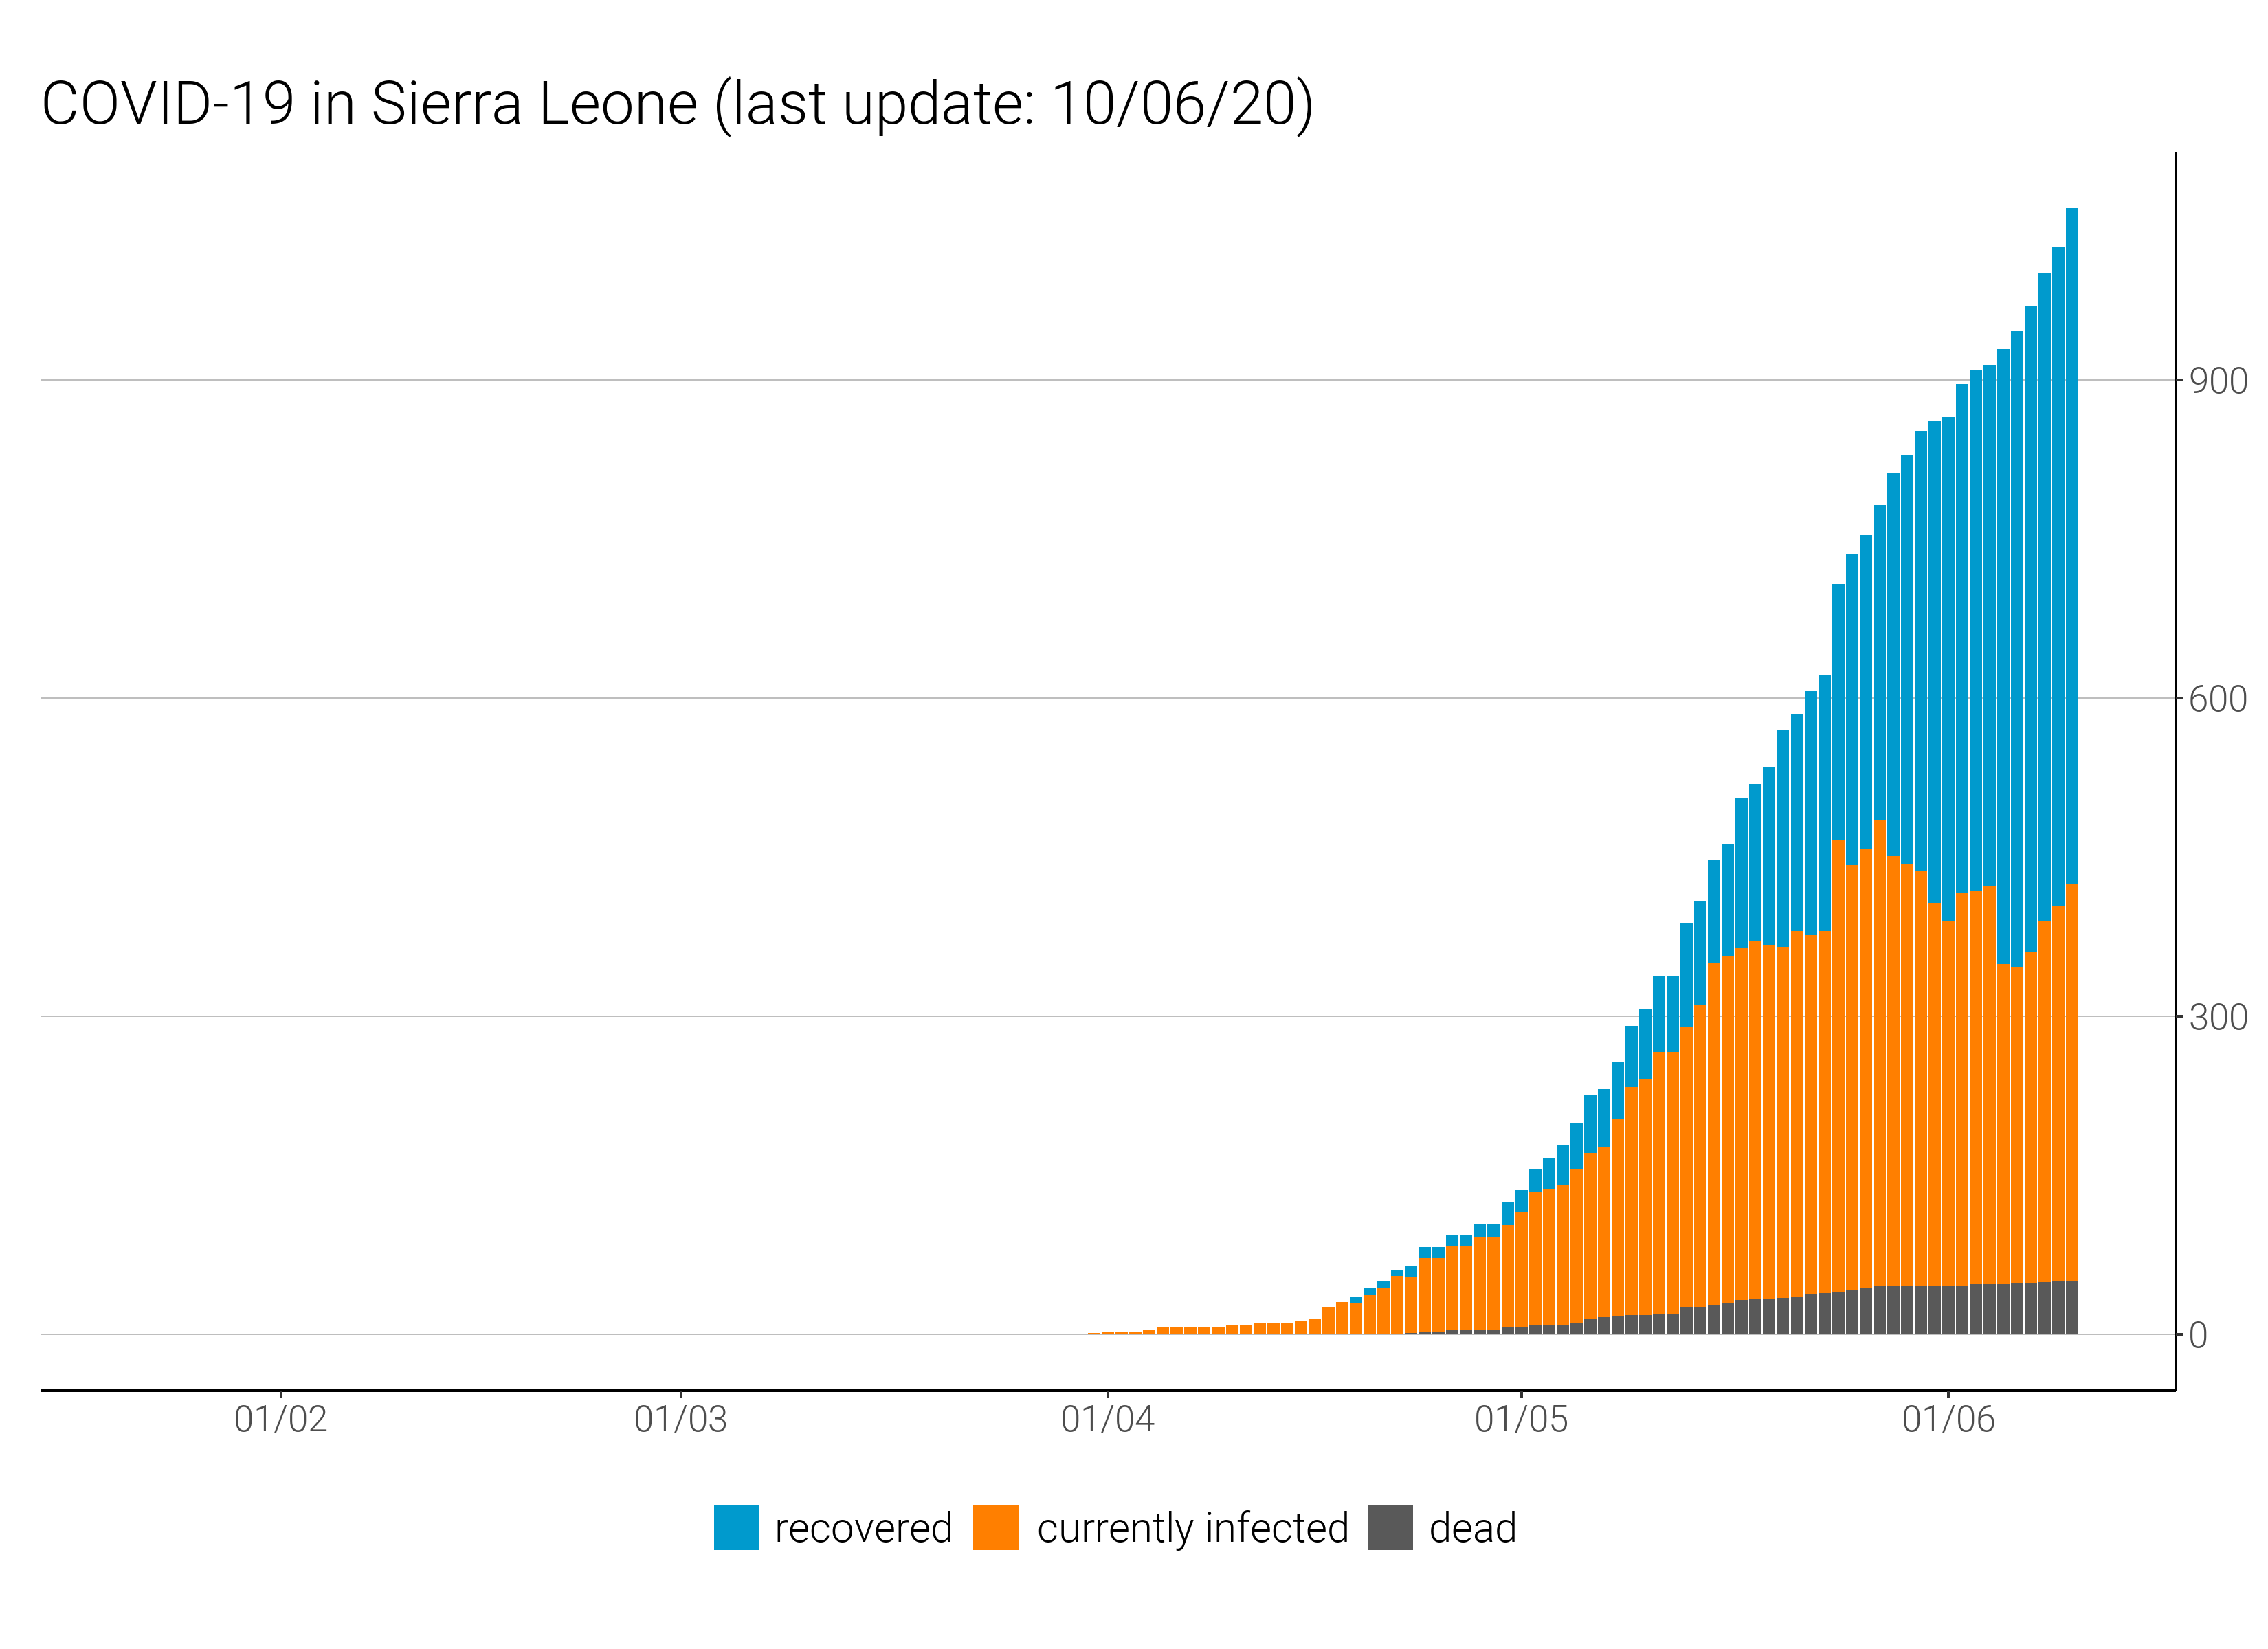 COVID-19 in Sierra Leone (last update: 10/06/20)
900
600
300
0
01/02 01/03 01/04 01/05 01/06
recovered currently infected dead